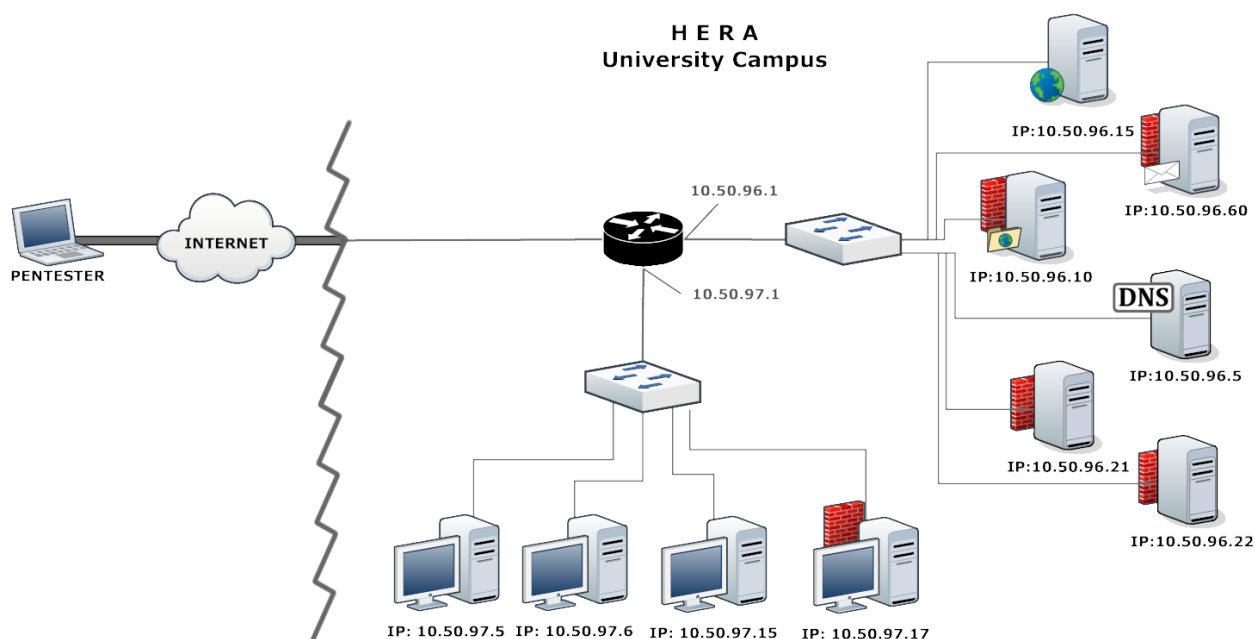 H E R A
University Campus
IP:10.50.96.15
10.50.96.1
IP:10.50.96.60
INTERNET
PENTESTER
IP:10.50.96.10
10.50.97.1
DNS
IP:10.50.96.5
IP:10.50.96.21
IP:10.50.96.22
IP: 10.50.97.5
IP: 10.50.97.6
IP: 10.50.97.15
IP: 10.50.97.17